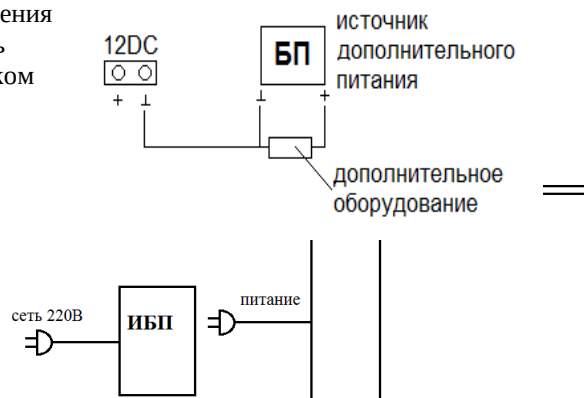 ения
ь
ком
12DC
+ ⊥
БП
⊥ +
источник
дополнительного
питания
дополнительное
оборудование
сеть 220В
ИБП
питание